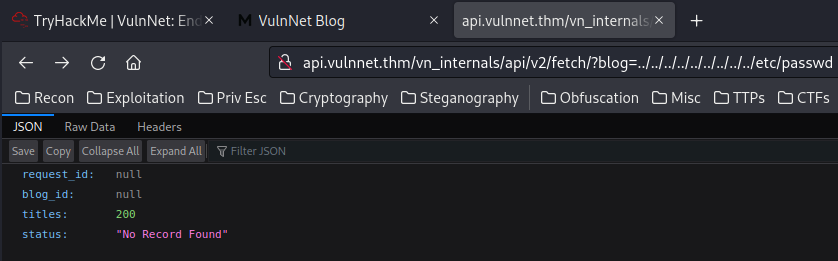 TryHackMe | VulnNet: End
VulnNet Blog
api.vulnnet.thm/vn_internals/
api.vulnnet.thm/vn_internals/api/v2/fetch/?blog=../../../../../../../../../../etc/passwd
Recon Exploitation Priv Esc Cryptography Steganography Obfuscation Misc TTPs CTFs
JSON Raw Data Headers
Save Copy Collapse All Expand All Filter JSON
request_id: null
blog_id: null
titles: 200
status: "No Record Found"